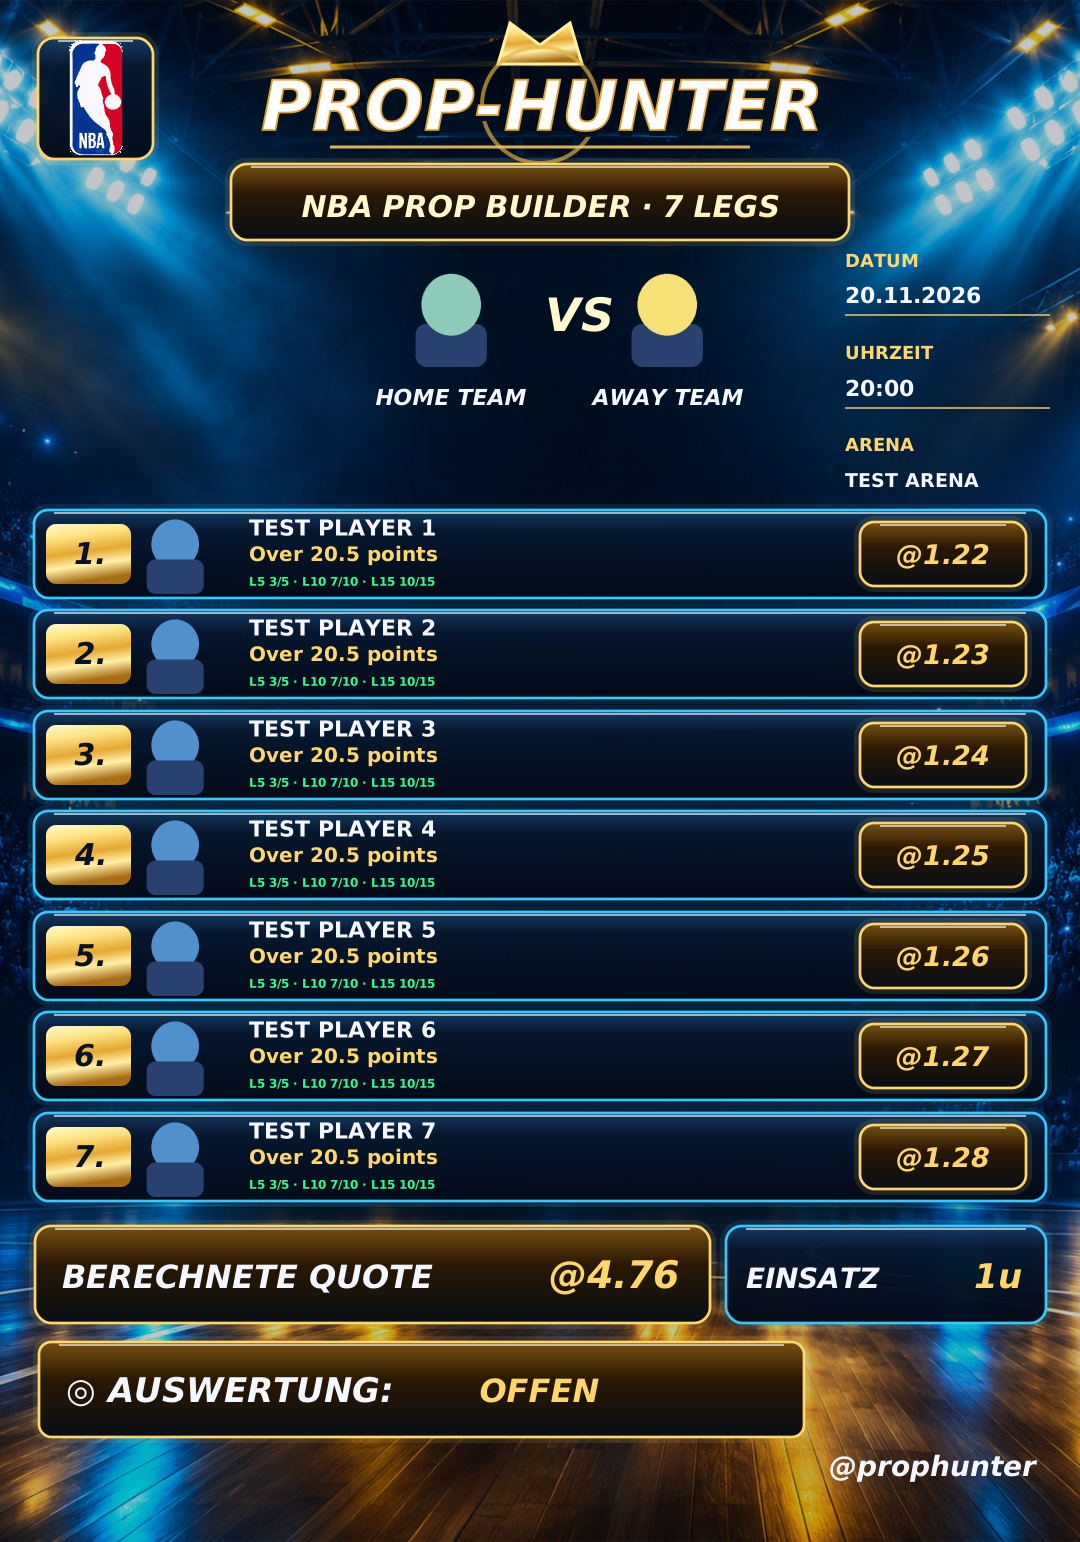 NBA
PROP-HUNTER
NBA PROP BUILDER · 7 LEGS
DATUM
20.11.2026
UHRZEIT
20:00
ARENA
TEST ARENA
VS
HOME TEAM
AWAY TEAM
1.
TEST PLAYER 1
Over 20.5 points
L5 3/5 · L10 7/10 · L15 10/15
@1.22
2.
TEST PLAYER 2
Over 20.5 points
L5 3/5 · L10 7/10 · L15 10/15
@1.23
3.
TEST PLAYER 3
Over 20.5 points
L5 3/5 · L10 7/10 · L15 10/15
@1.24
4.
TEST PLAYER 4
Over 20.5 points
L5 3/5 · L10 7/10 · L15 10/15
@1.25
5.
TEST PLAYER 5
Over 20.5 points
L5 3/5 · L10 7/10 · L15 10/15
@1.26
6.
TEST PLAYER 6
Over 20.5 points
L5 3/5 · L10 7/10 · L15 10/15
@1.27
7.
TEST PLAYER 7
Over 20.5 points
L5 3/5 · L10 7/10 · L15 10/15
@1.28
BERECHNETE QUOTE @4.76
EINSATZ 1u
◎ AUSWERTUNG: OFFEN
@prophunter